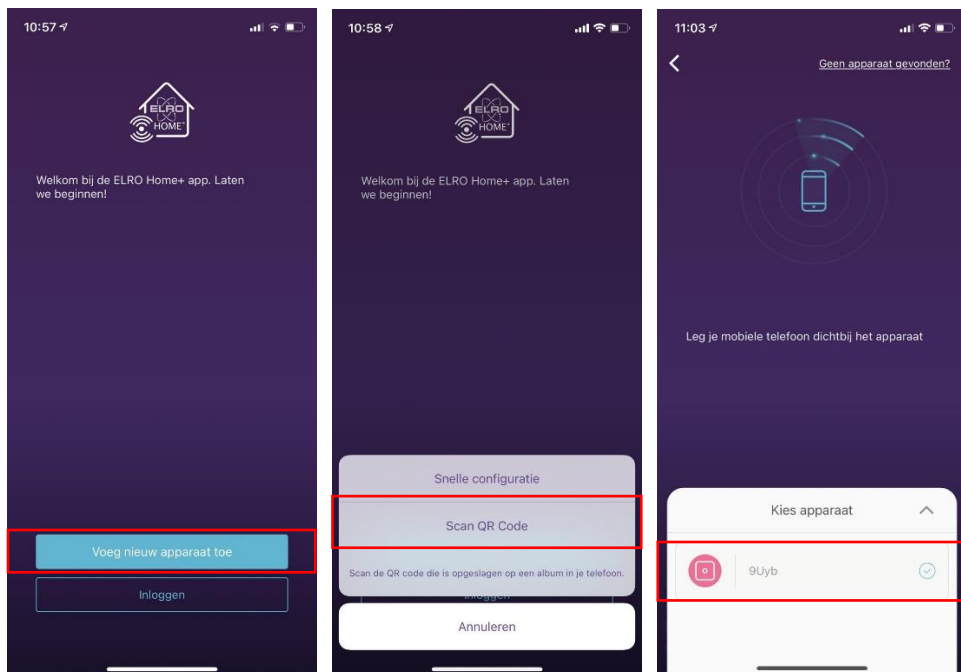 10:57
ELRO
HOME
Welkom bij de ELRO Home+ app. Laten
we beginnen!
Voeg nieuw apparaat toe
Inloggen
10:58
ELRO
HOME
Welkom bij de ELRO Home+ app. Laten
we beginnen!
Snelle configuratie
Scan QR Code
Scan de QR code die is opgeslagen op een album in je telefoon.
Inloggen
Annuleren
11:03
Geen apparaat gevonden?
Leg je mobiele telefoon dichtbij het apparaat
Kies apparaat
9Uyb